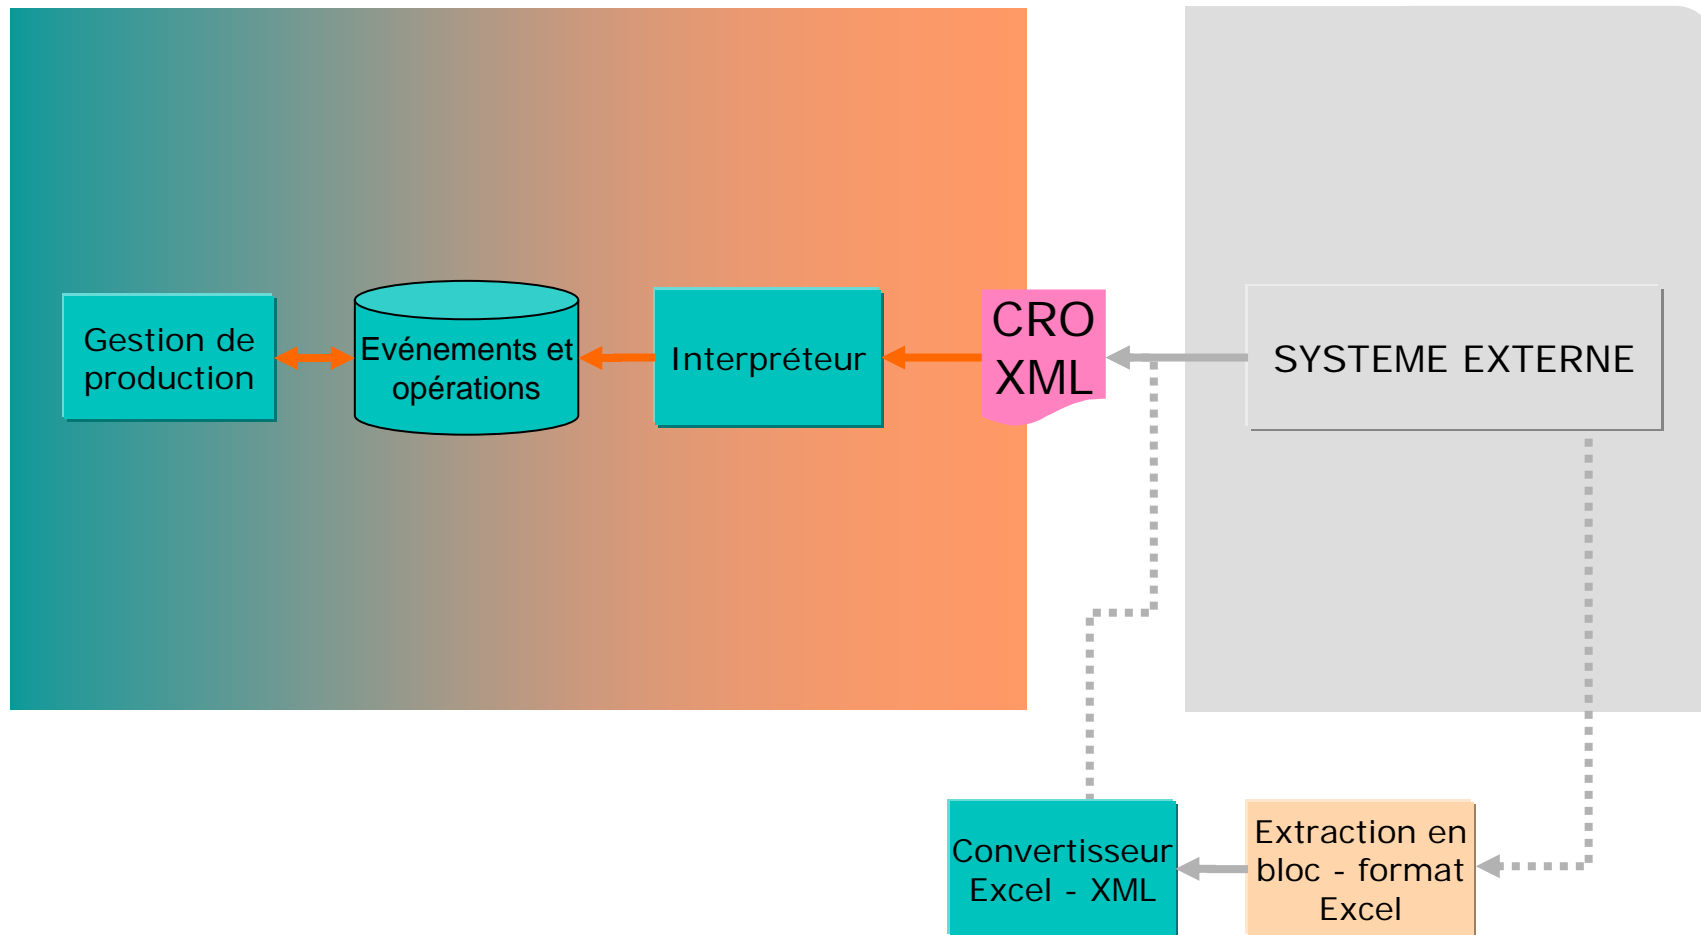 Gestion de
production
Evénements et
opérations
Interpréteur
CRO
XML
SYSTEME EXTERNE
Convertisseur
Excel - XML
Extraction en
bloc - format
Excel